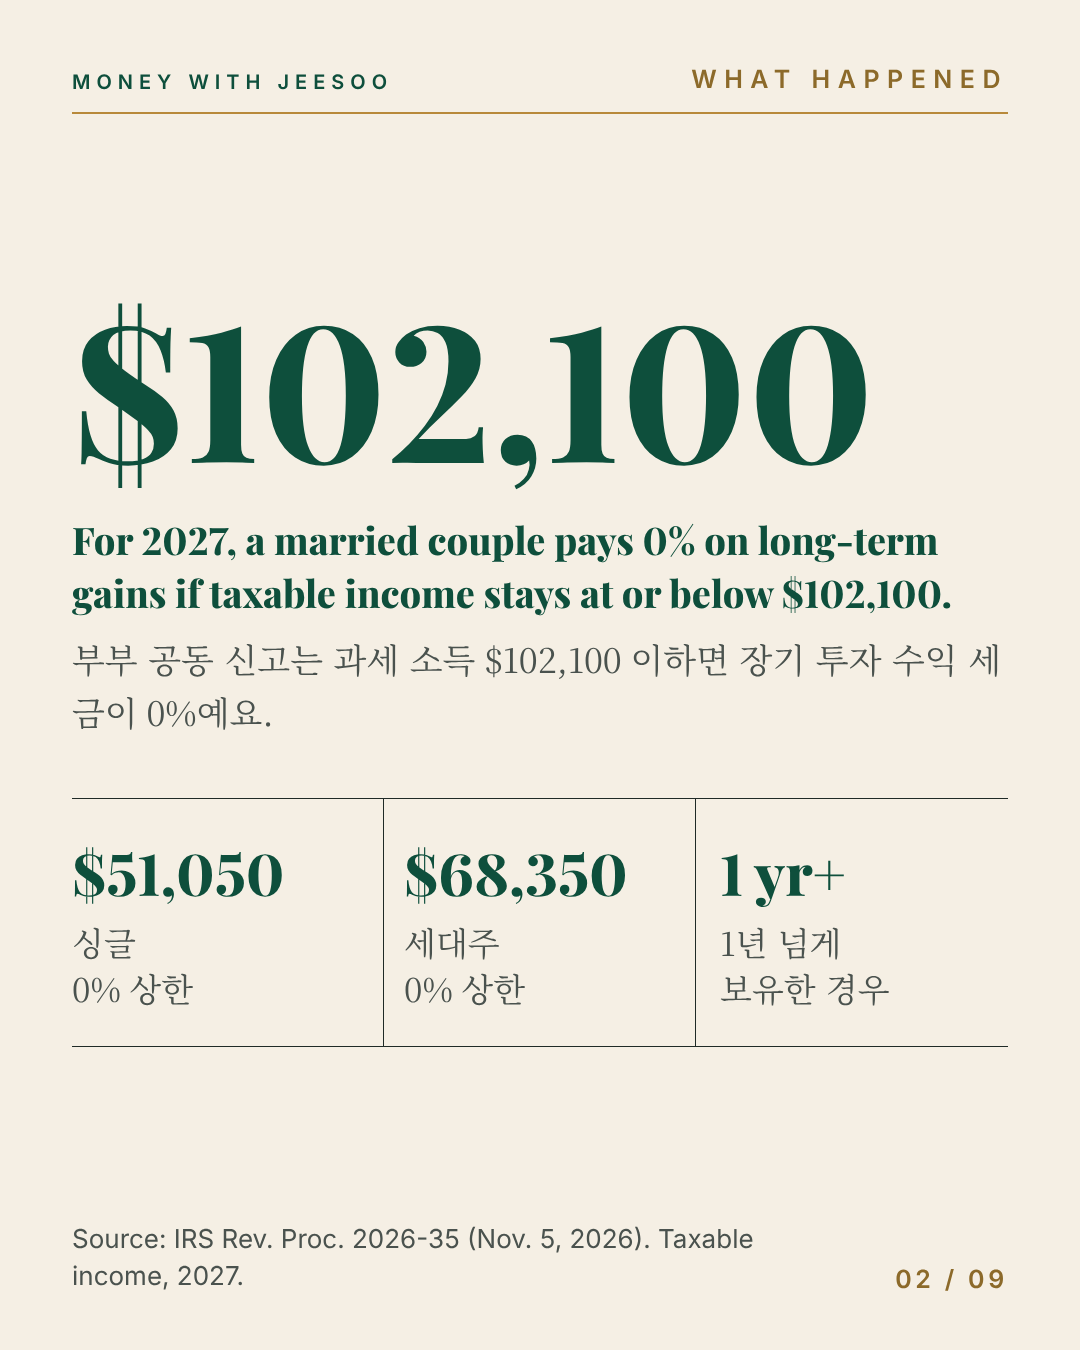 MONEY WITH JEESOO
WHAT HAPPENED
$102,100
For 2027, a married couple pays 0% on long-term
gains if taxable income stays at or below $102,100.
부부 공동 신고는 과세 소득 $102,100 이하면 장기 투자 수익 세
금이 0%예요.
$51,050
싱글
0% 상한
$68,350
세대주
0% 상한
1 yr+
1년 넘게
보유한 경우
Source: IRS Rev. Proc. 2026-35 (Nov. 5, 2026). Taxable
income, 2027.
02 / 09